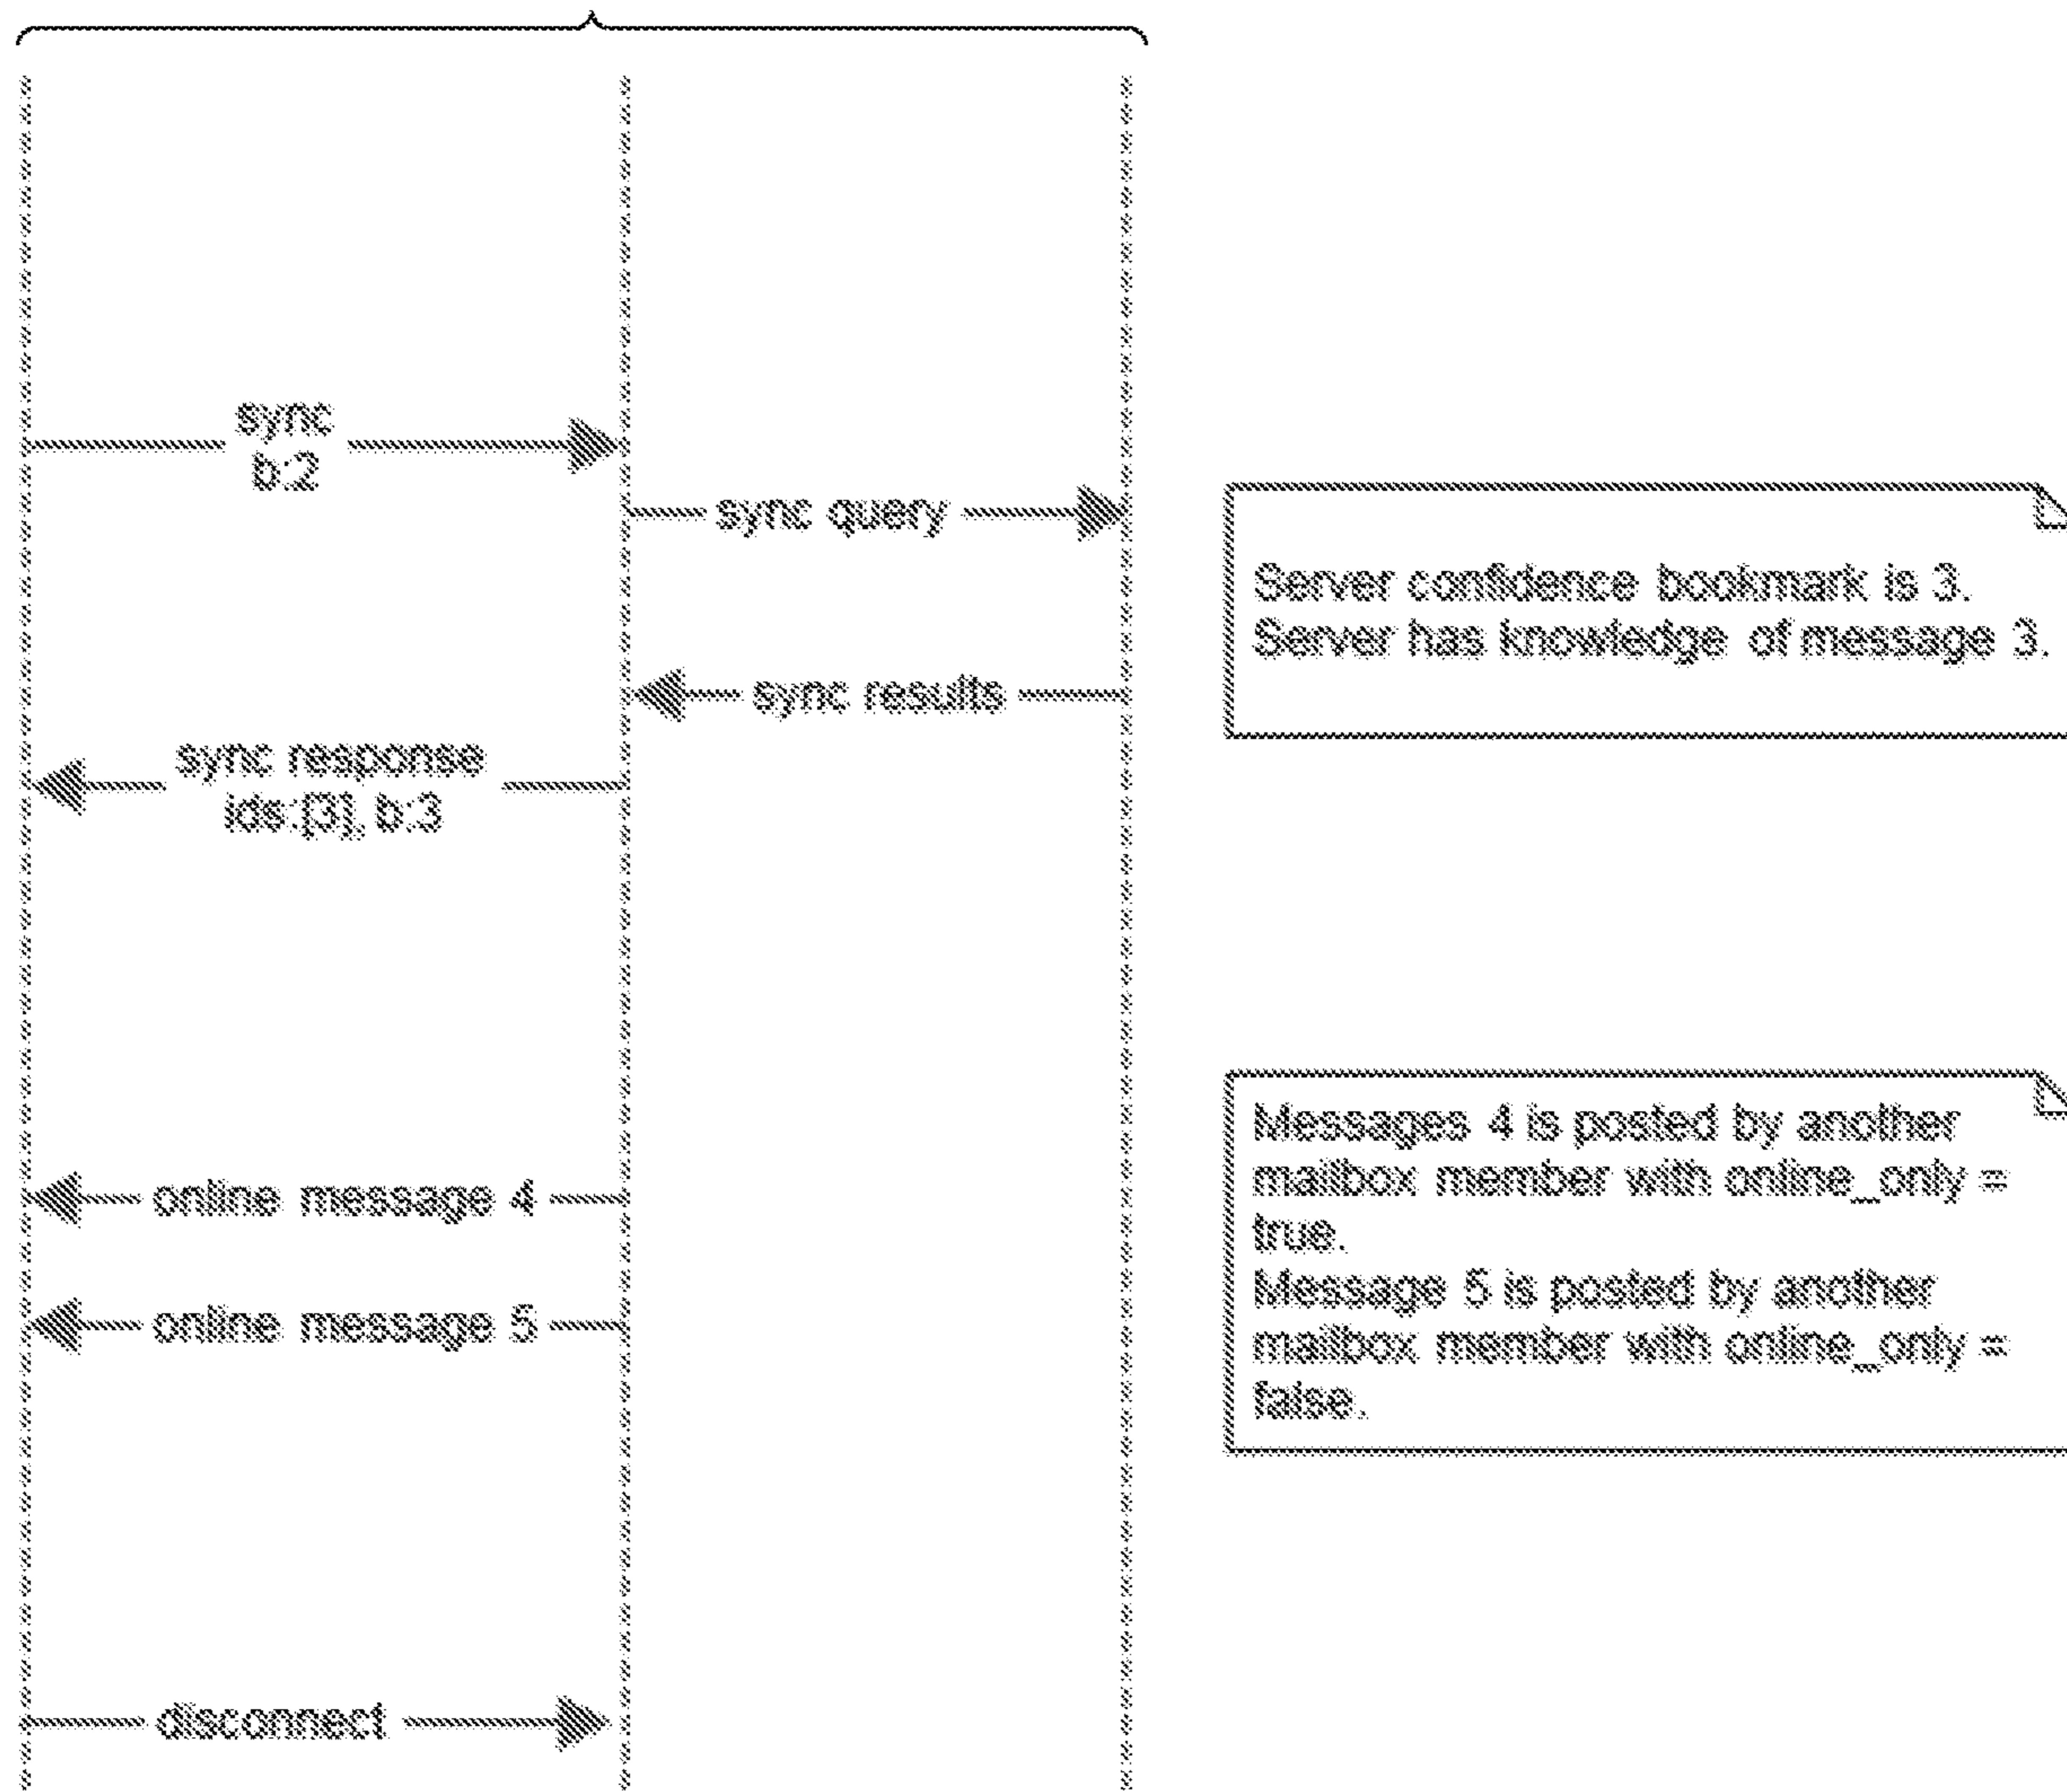 sync
b:2
sync query
Server confidence bookmark is 3.
Server has knowledge of message 3.
sync results
sync response
ids:[3], b:3
Messages 4 is posted by another
mailbox member with online_only =
true.
Message 5 is posted by another
mailbox member with online_only =
false.
online message 4
online message 5
disconnect